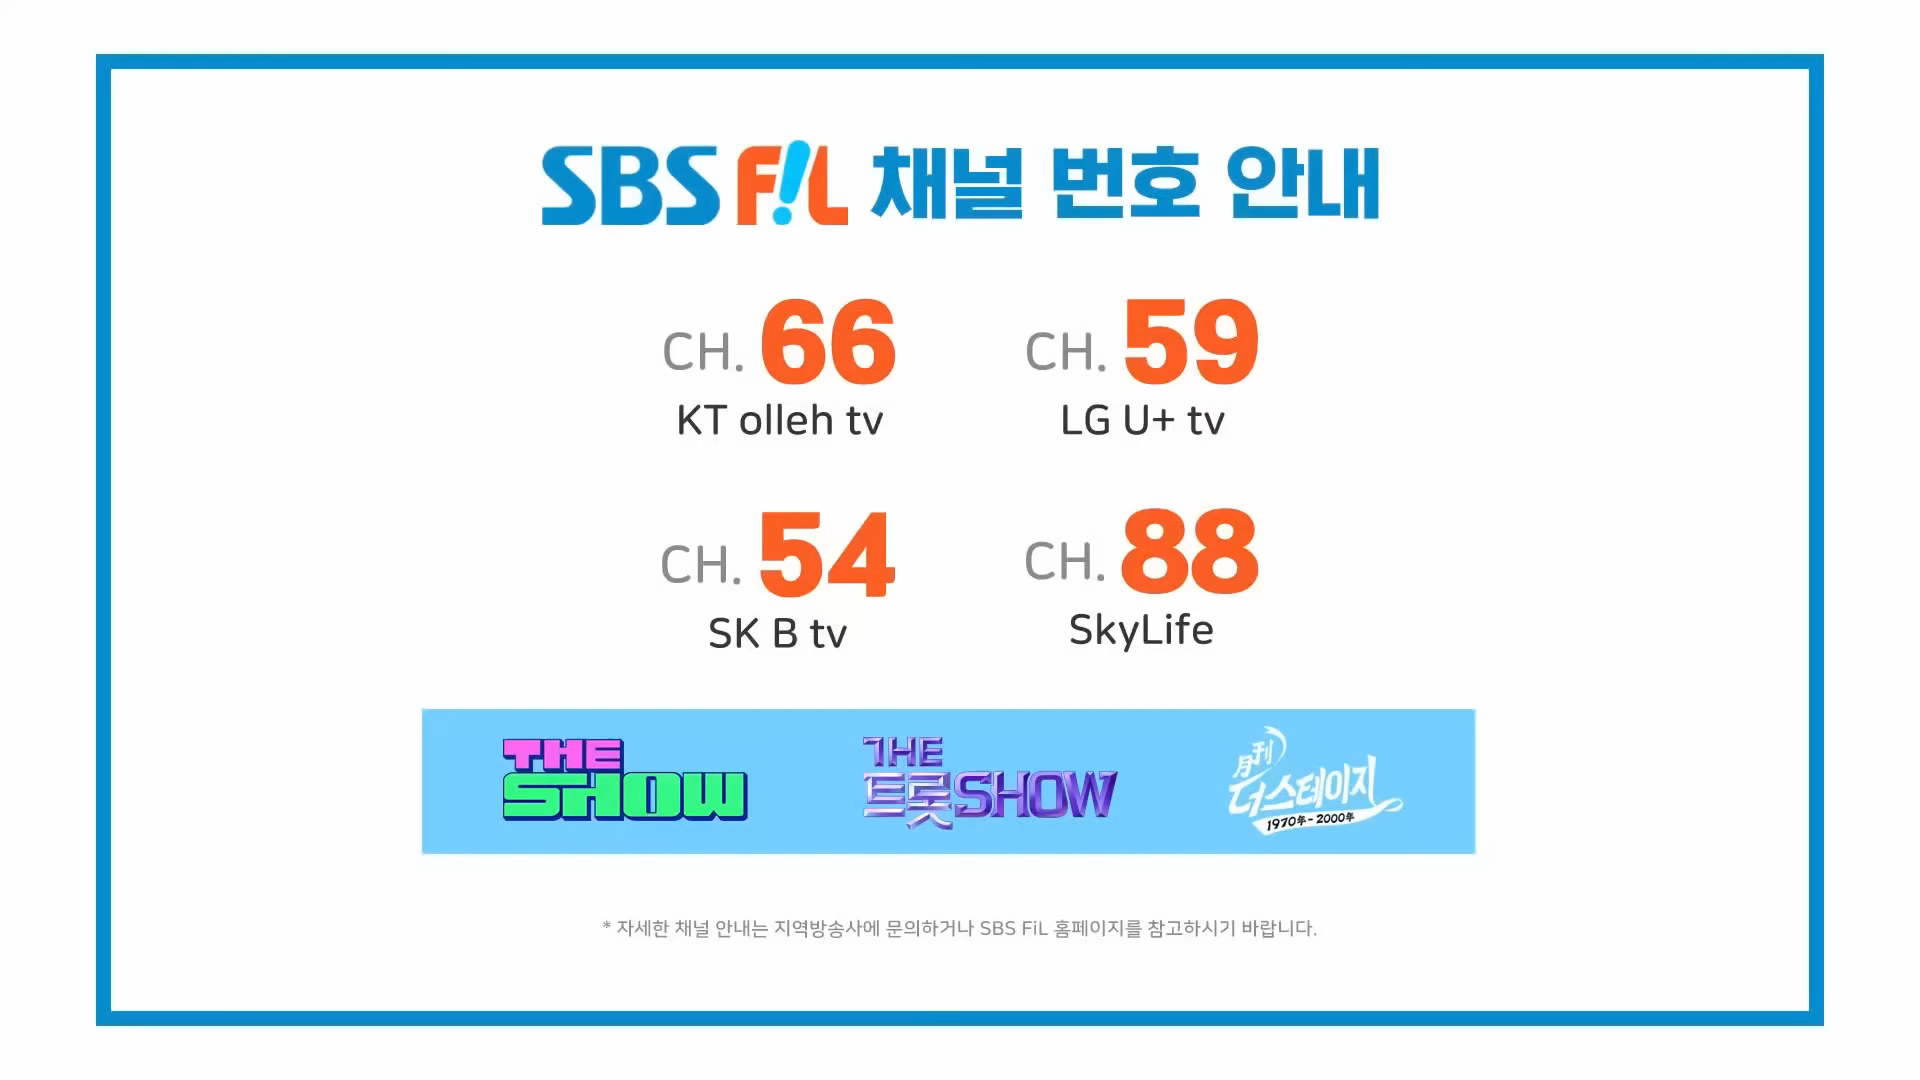 SBS F!L 채널 번호 안내
CH. 66
KT olleh tv
CH. 59
LG U+ tv
CH. 54
SK B tv
CH. 88
SkyLife
THE
SHOW
THE
트롯SHOW
月刊
더스테이지
1970年-2000年
* 자세한 채널 안내는 지역방송사에 문의하거나 SBS FiL 홈페이지를 참고하시기 바랍니다.